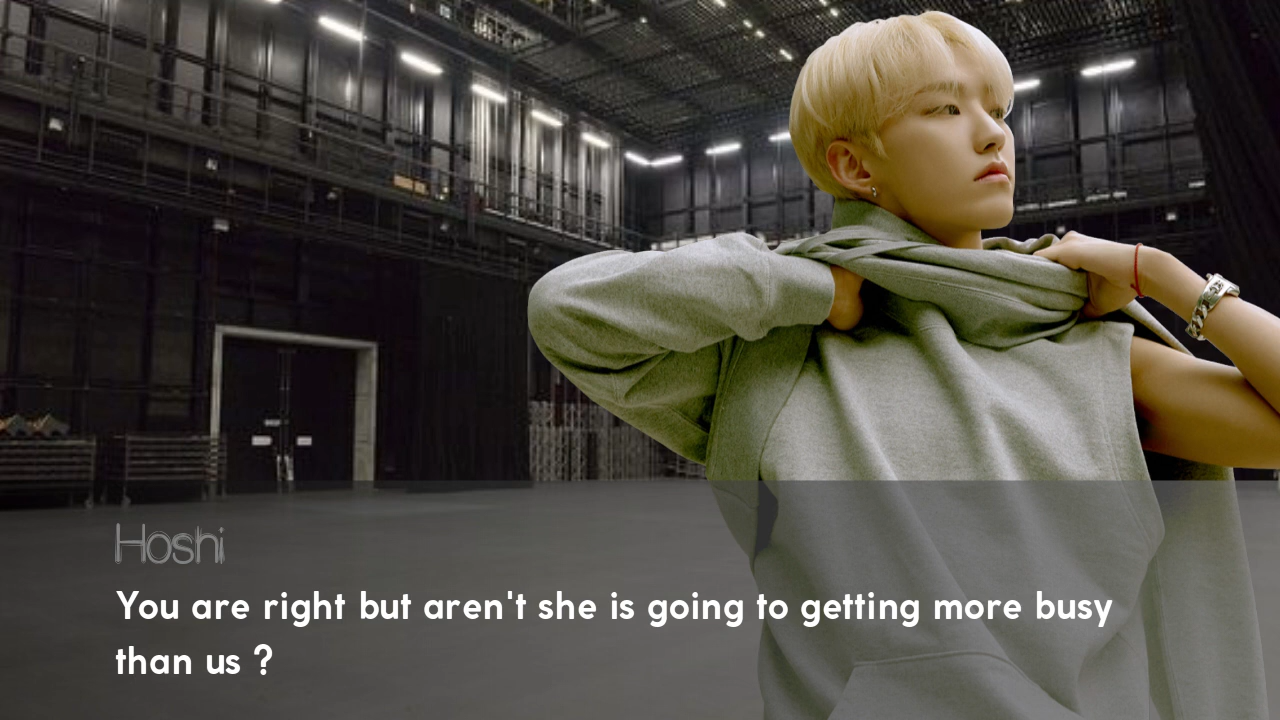 Hoshi
You are right but aren't she is going to getting more busy
than us ?